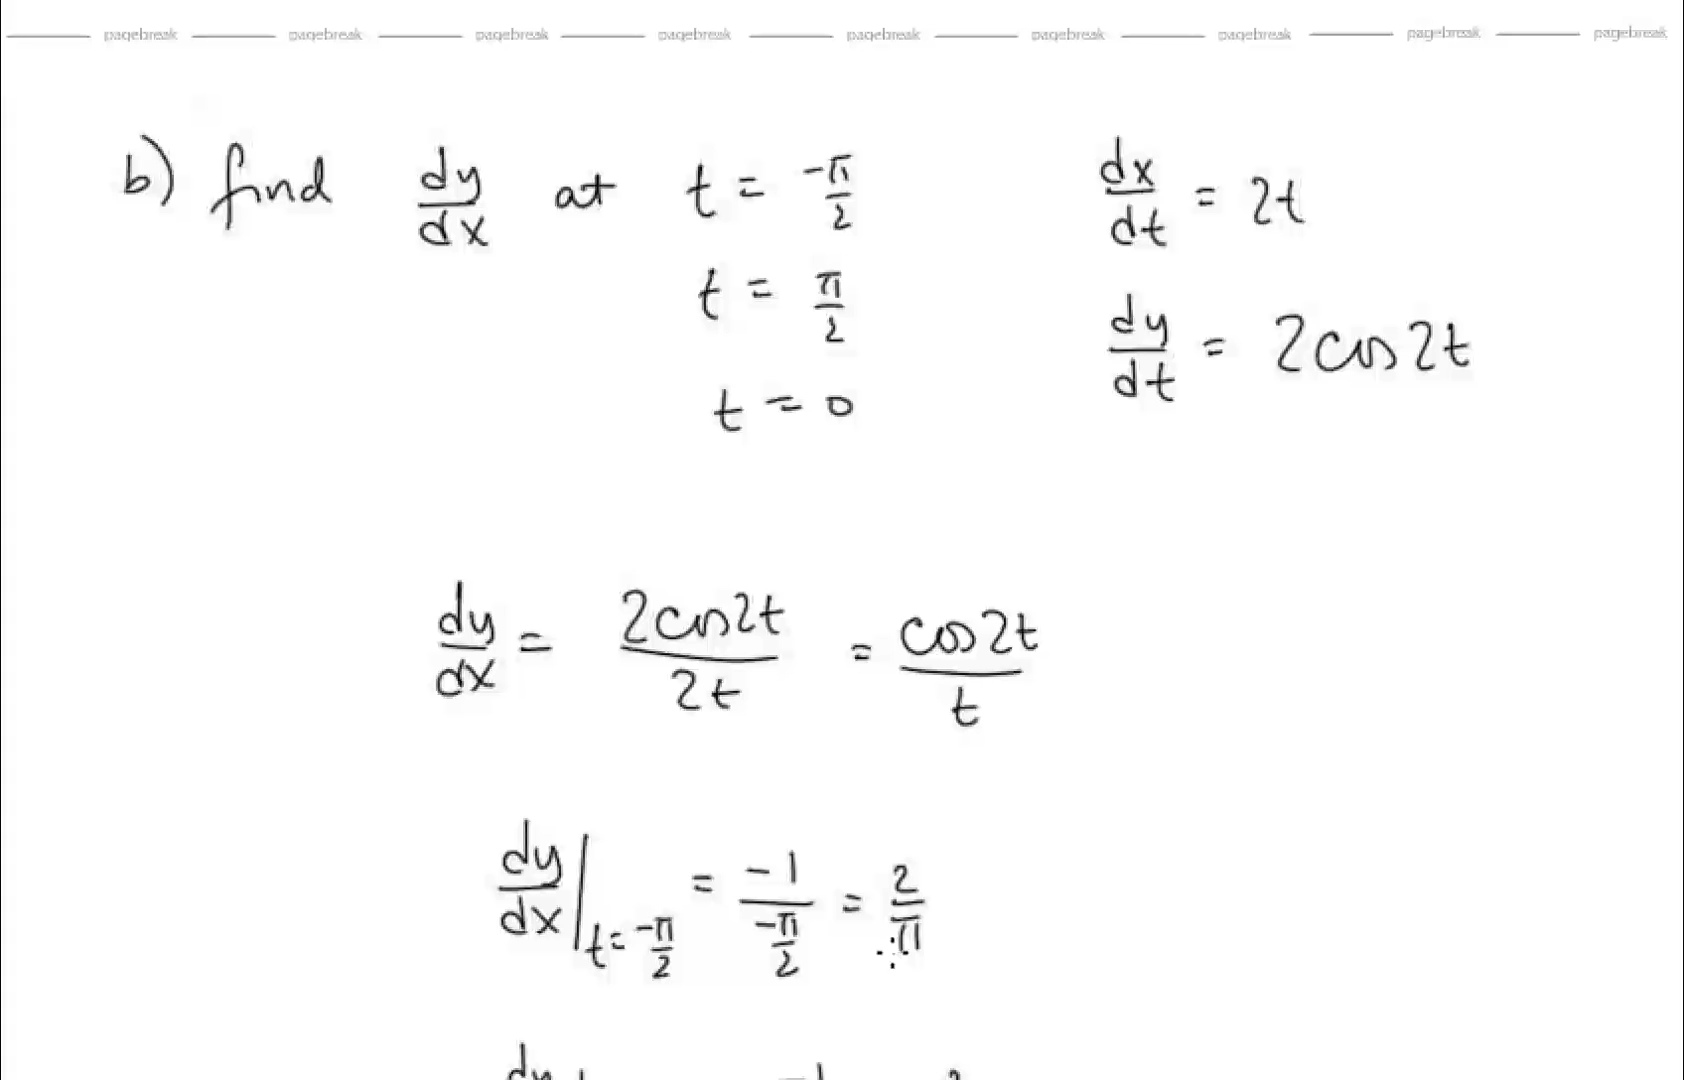 pagebreak pagebreak pagebreak pagebreak pagebreak pagebreak pagebreak pagebreak pagebreak
b) find dy/dx at t = -π/2
t = π/2
t = 0
dx/dt = 2t
dy/dt = 2cos2t
dy/dx = 2cos2t/2t = cos2t/t
dy/dx |t=-π/2 = -1/(-π/2) = 2/π